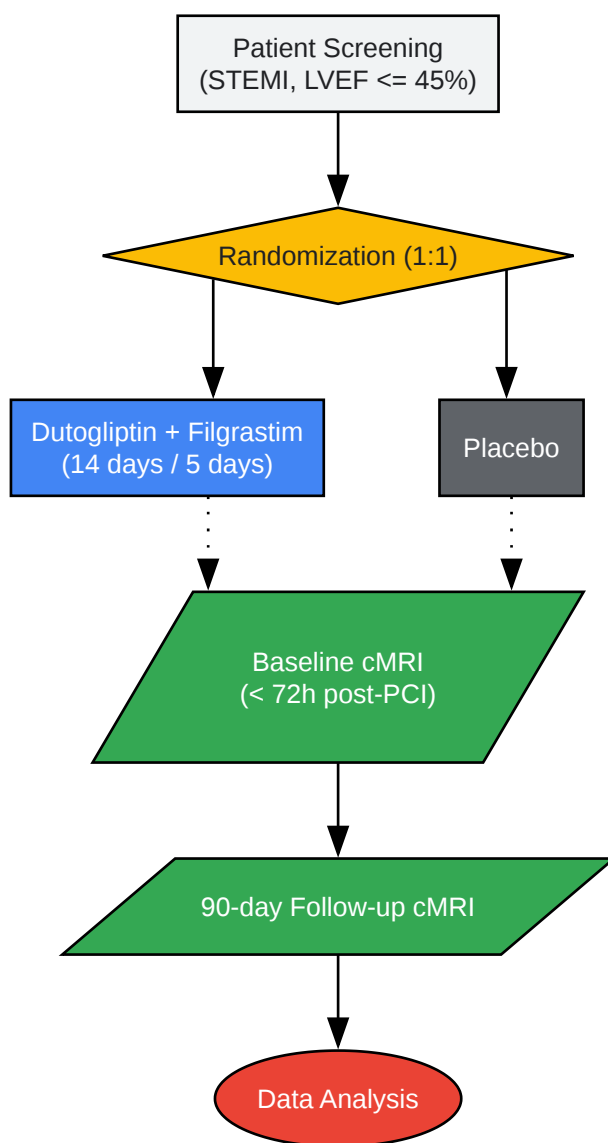 Patient Screening
(STEMI, LVEF <= 45%)
Randomization (1:1)
Dutogliptin + Filgrastim
(14 days / 5 days)
Placebo
Baseline cMRI
(< 72h post-PCI)
90-day Follow-up cMRI
Data Analysis